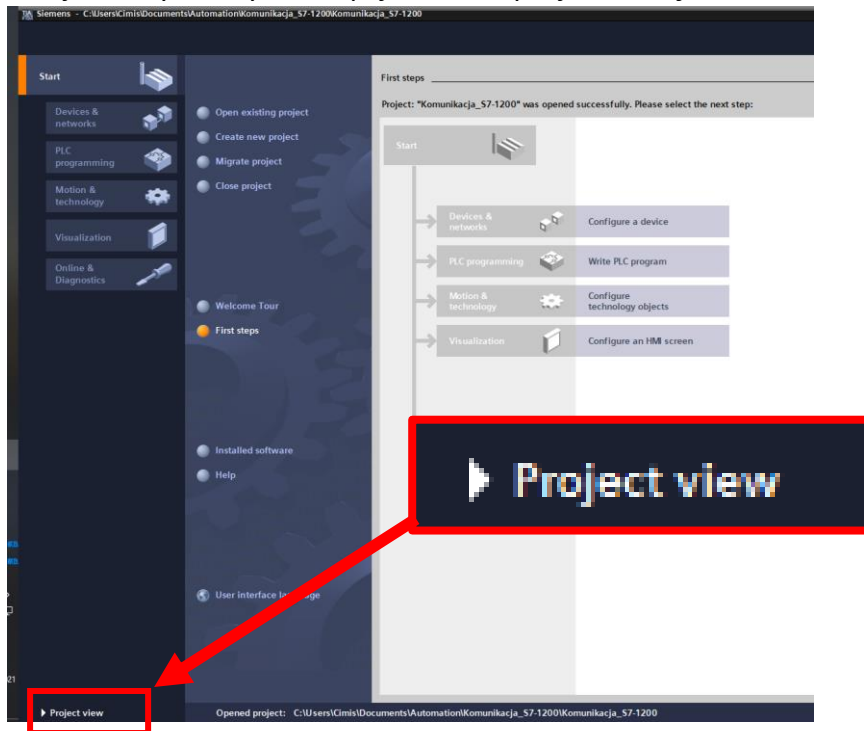 Siemens - C:\Users\Cimis\Documents\Automation\Komunikacja_S7-1200\Komunikacja_S7-1200
Start
Devices &
networks
PLC
programming
Motion &
technology
Visualization
Online &
Diagnostics
Open existing project
Create new project
Migrate project
Close project
Welcome Tour
First steps
Installed software
Help
First steps
Project: "Komunikacja_S7-1200" was opened successfully. Please select the next step:
Start
Devices &
networks
Configure a device
PLC programming
Write PLC program
Motion &
technology
Configure
technology objects
Visualization
Configure an HMI screen
Project view
User interface
Project view
Opened project: C:\Users\Cimis\Documents\Automation\Komunikacja_S7-1200\Komunikacja_S7-1200